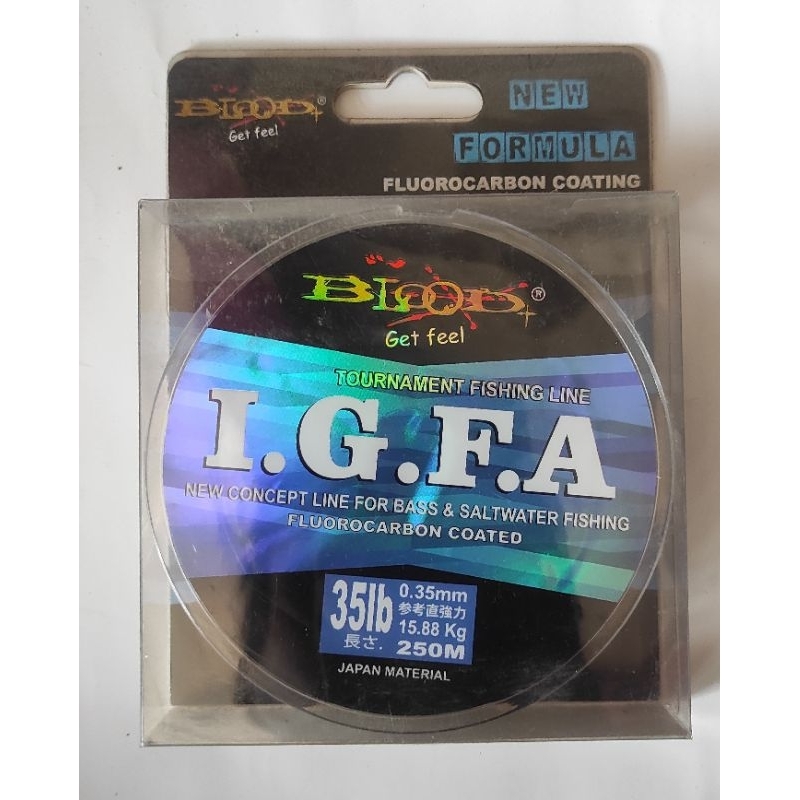 BLOOD®
Get feel
NEW
FORMULA
FLUOROCARBON COATING
BLOOD®
Get feel
TOURNAMENT FISHING LINE
I.G.F.A
NEW CONCEPT LINE FOR BASS & SALTWATER FISHING
FLUOROCARBON COATED
35lb 0.35mm
参考直強力
15.88 Kg
長さ. 250M
JAPAN MATERIAL